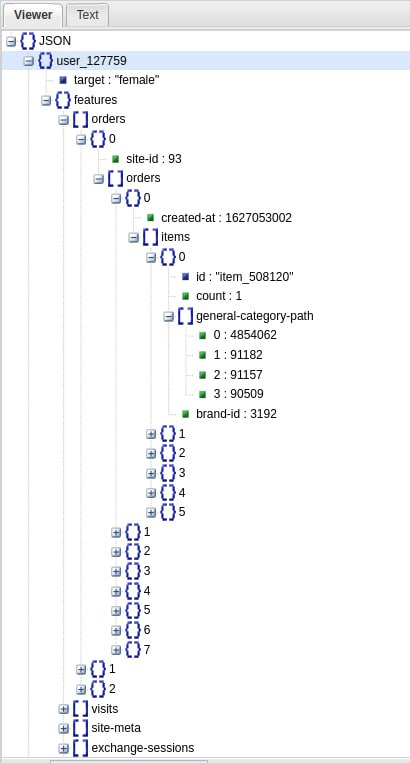 Viewer Text
JSON
user_127759
target : "female"
features
orders
0
site-id : 93
orders
0
created-at : 1627053002
items
0
id : "item_508120"
count : 1
general-category-path
0 : 4854062
1 : 91182
2 : 91157
3 : 90509
brand-id : 3192
1
2
3
4
5
1
2
3
4
5
6
7
1
2
visits
site-meta
exchange-sessions